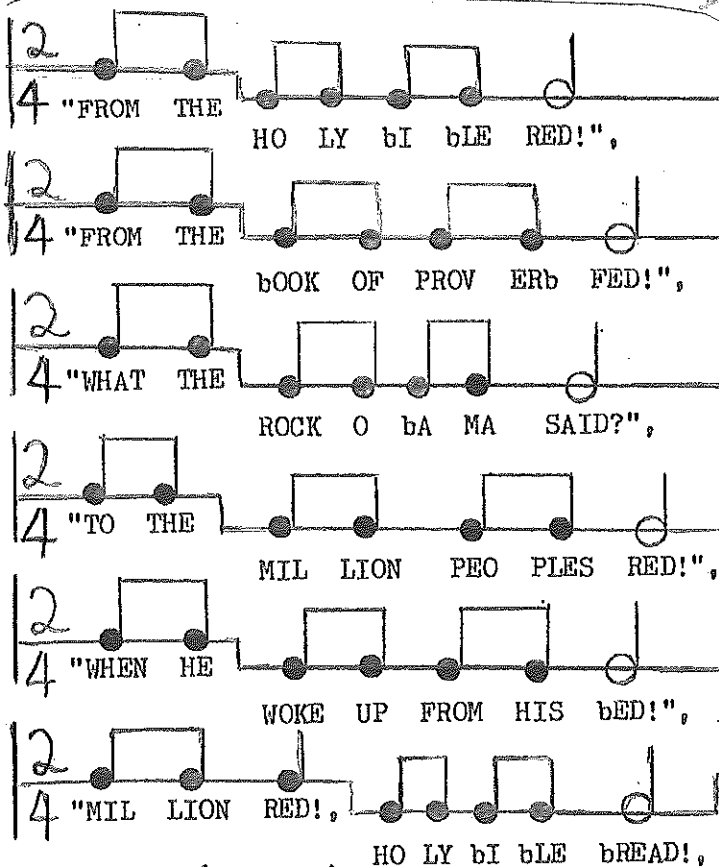 2
4 "FROM THE
HO LY bI bLE RED!",
2
4 "FROM THE
bOOK OF PROV ERb FED!",
2
4 "WHAT THE
ROCK O bA MA SAID?",
2
4 "TO THE
MIL LION PEO PLES RED!",
2
4 "WHEN HE
WOKE UP FROM HIS bED!",
2
4 "MIL LION RED!,
HO LY bI bLE bREAD!,